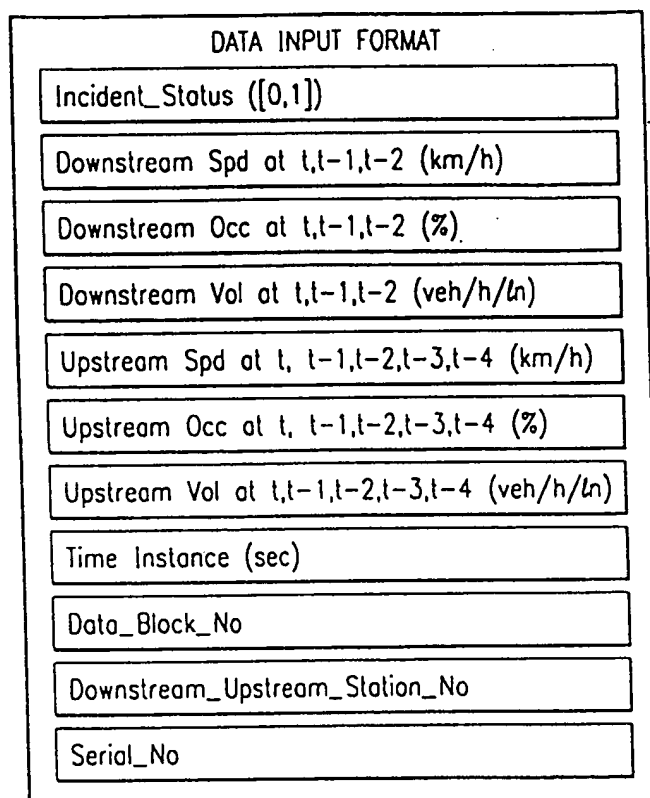 DATA INPUT FORMAT
Incident_Status ([0,1])
Downstream Spd at t,t-1,t-2 (km/h)
Downstream Occ at t,t-1,t-2 (%)
Downstream Vol at t,t-1,t-2 (veh/h/ln)
Upstream Spd at t, t-1,t-2,t-3,t-4 (km/h)
Upstream Occ at t, t-1,t-2,t-3,t-4 (%)
Upstream Vol at t,t-1,t-2,t-3,t-4 (veh/h/ln)
Time Instance (sec)
Data_Block_No
Downstream_Upstream_Station_No
Serial_No